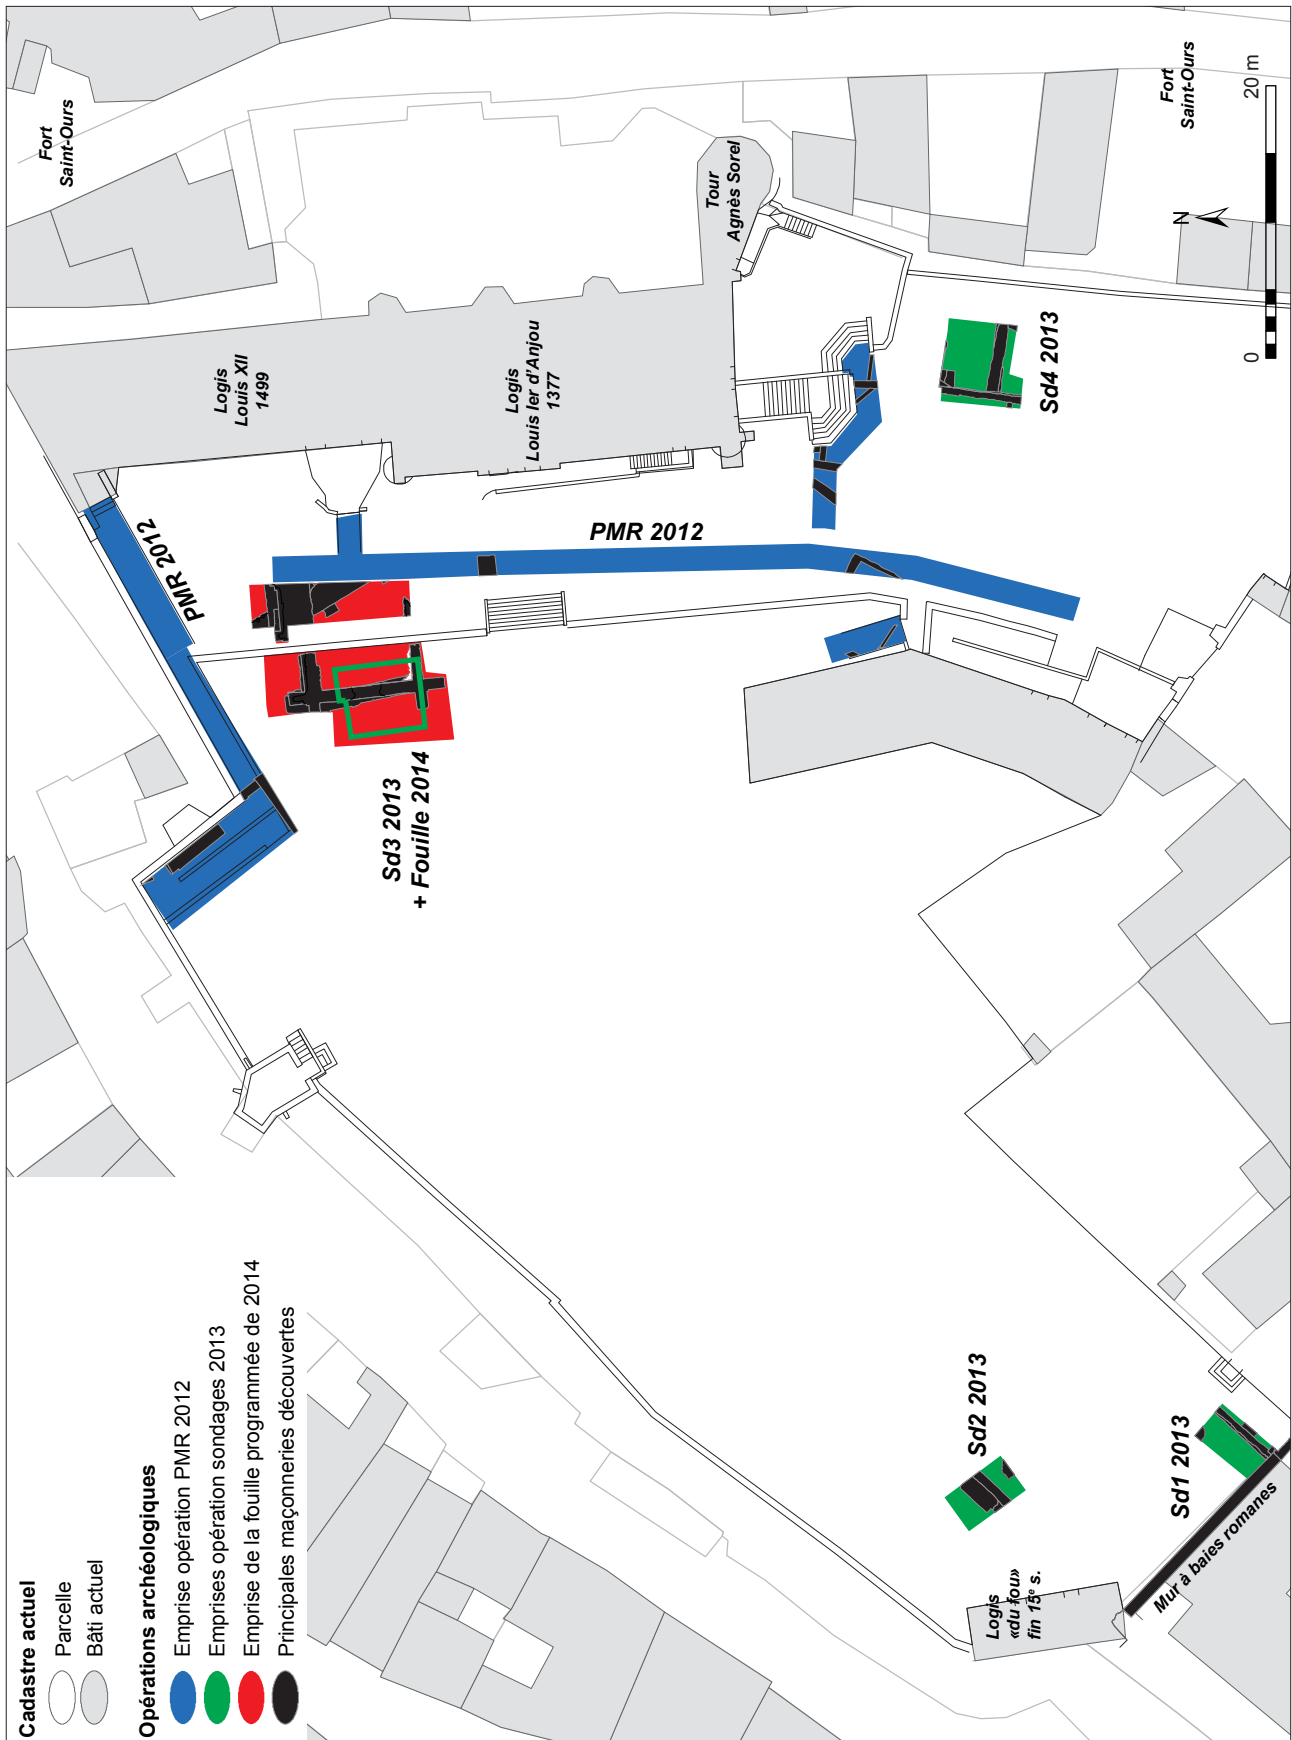 Cadastre actuel
Parcelle
Bâti actuel
Opérations archéologiques
Emprise opération PMR 2012
Emprises opération sondages 2013
Emprise de la fouille programmée de 2014
Principales maçonneries découvertes
Fort
Saint-Ours
Logis
Louis XII
1499
Logis
Louis Ier d'Anjou
1377
Tour
Agnès Sorel
Fort
Saint-Ours
N
0
20 m
PMR 2012
PMR 2012
Sd3 2013
+ Fouille 2014
Sd4 2013
Sd2 2013
Sd1 2013
Logis
«du fou»
fin 15e s.
Mur à baies romanes